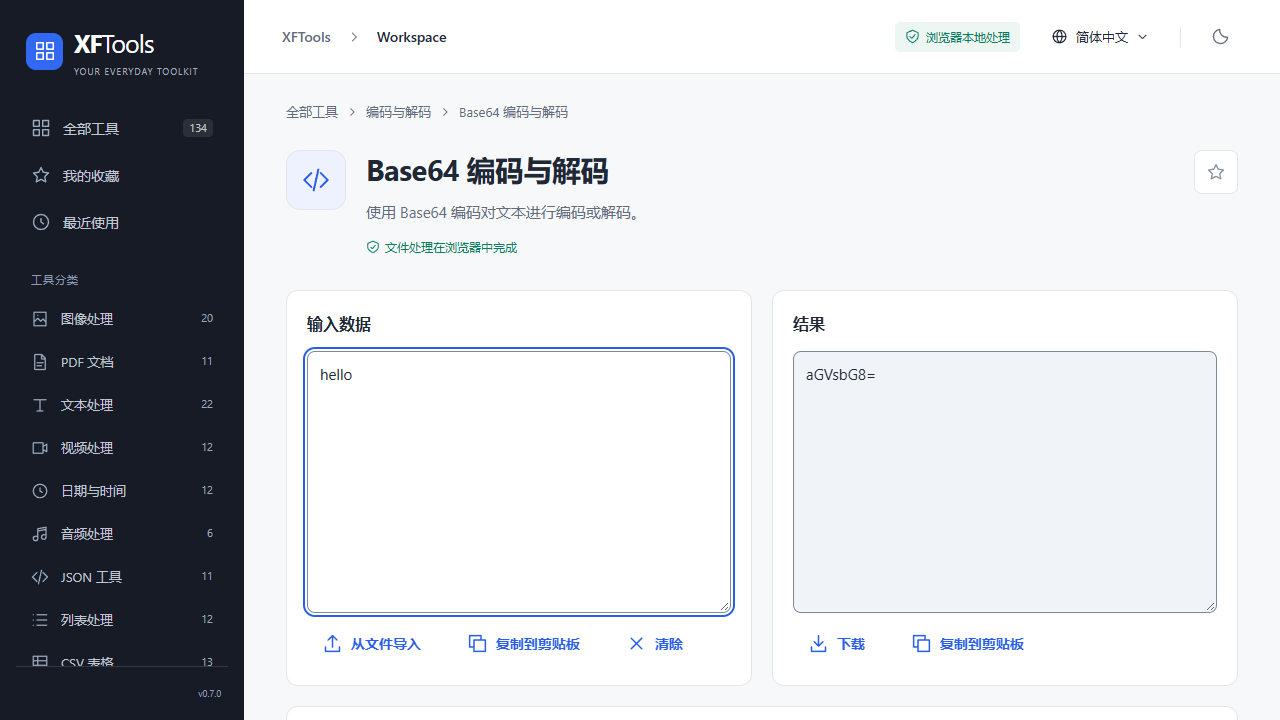 XFTools
YOUR EVERYDAY TOOLKIT
全部工具 134
我的收藏
最近使用
工具分类
图像处理 20
PDF 文档 11
文本处理 22
视频处理 12
日期与时间 12
音频处理 6
JSON 工具 11
列表处理 12
CSV 表格 13
v0.7.0
XFTools > Workspace
浏览器本地处理
简体中文
全部工具 > 编码与解码 > Base64 编码与解码
Base64 编码与解码
使用 Base64 编码对文本进行编码或解码。
文件处理在浏览器中完成
输入数据
hello
从文件导入 复制到剪贴板 清除
结果
aGVsbG8=
下载 复制到剪贴板